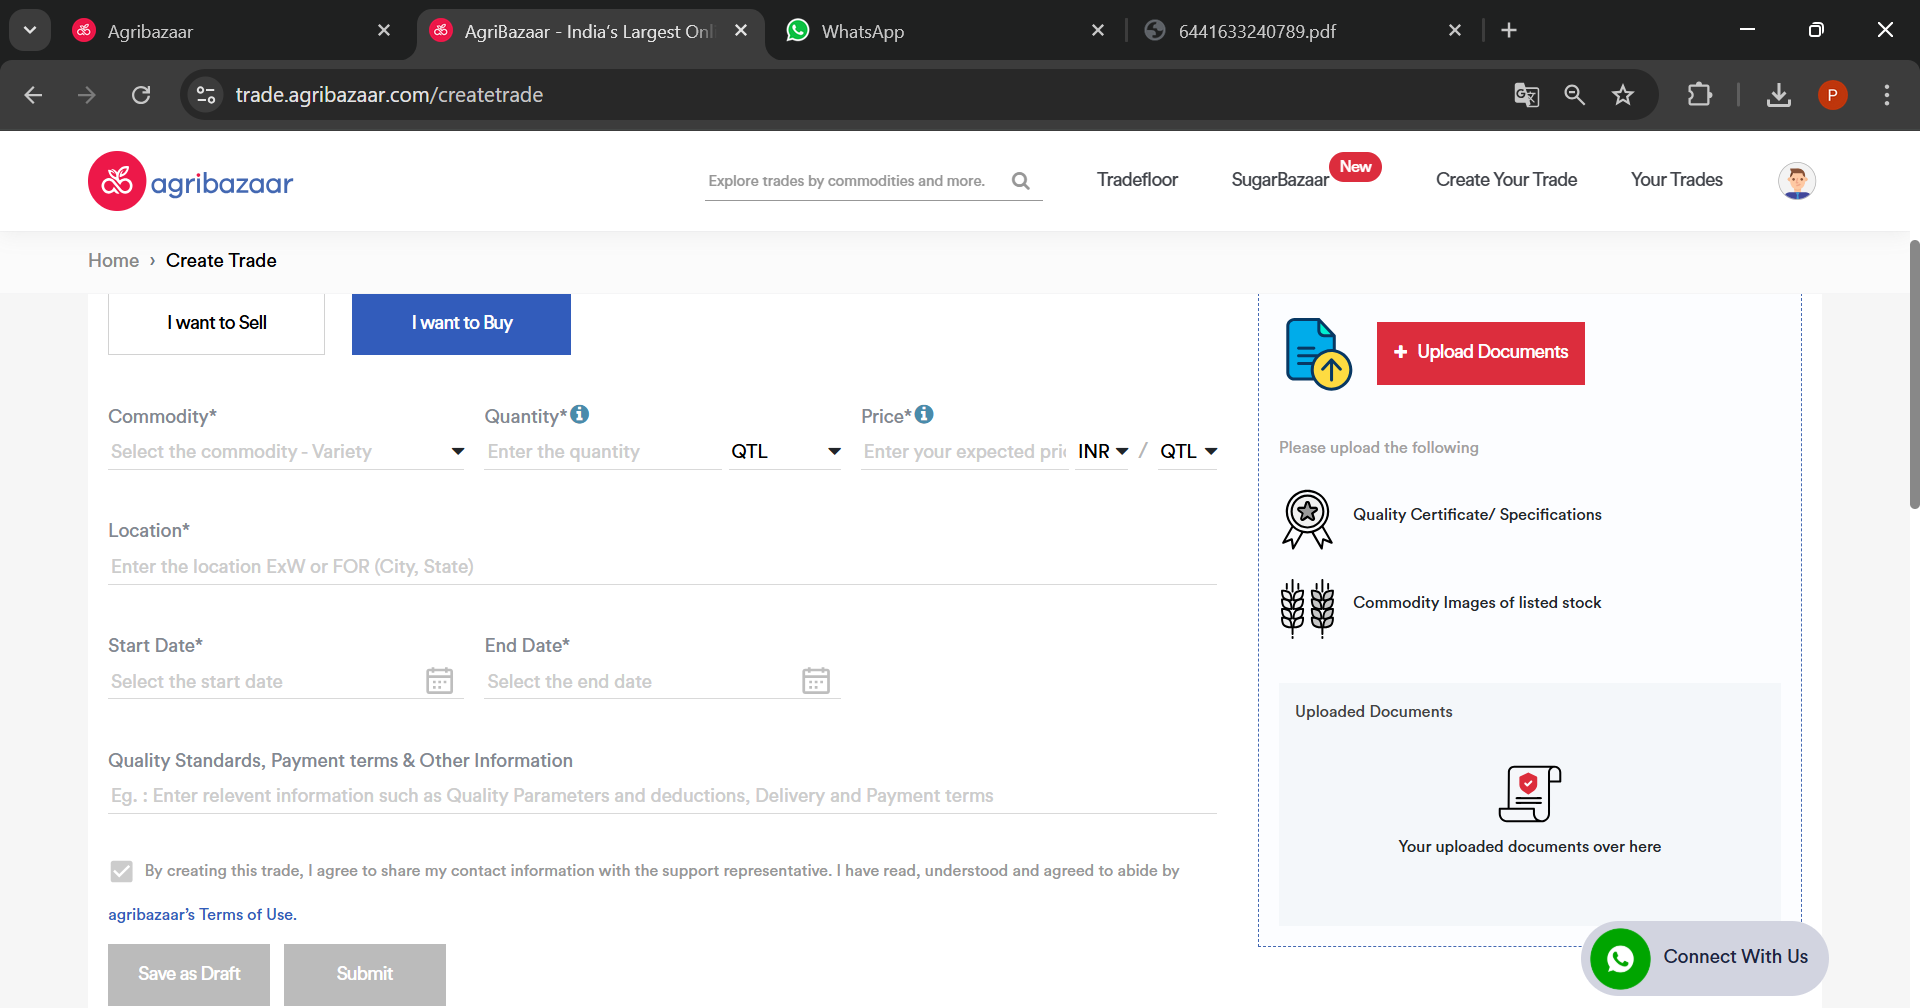 Agribazaar
AgriBazaar - India's Largest Onl
WhatsApp
6441633240789.pdf
trade.agribazaar.com/createtrade
P
agribazaar
Explore trades by commodities and more.
Tradefloor
SugarBazaar
New
Create Your Trade
Your Trades
Home › Create Trade
I want to Sell
I want to Buy
+ Upload Documents
Commodity*
Quantity*
Price*
Select the commodity - Variety
Enter the quantity
QTL
Enter your expected pri
INR
/
QTL
Please upload the following
Quality Certificate/ Specifications
Location*
Enter the location ExW or FOR (City, State)
Commodity Images of listed stock
Start Date*
End Date*
Select the start date
Select the end date
Uploaded Documents
Quality Standards, Payment terms & Other Information
Eg. : Enter relevent information such as Quality Parameters and deductions, Delivery and Payment terms
Your uploaded documents over here
By creating this trade, I agree to share my contact information with the support representative. I have read, understood and agreed to abide by
agribazaar's Terms of Use.
Save as Draft
Submit
Connect With Us